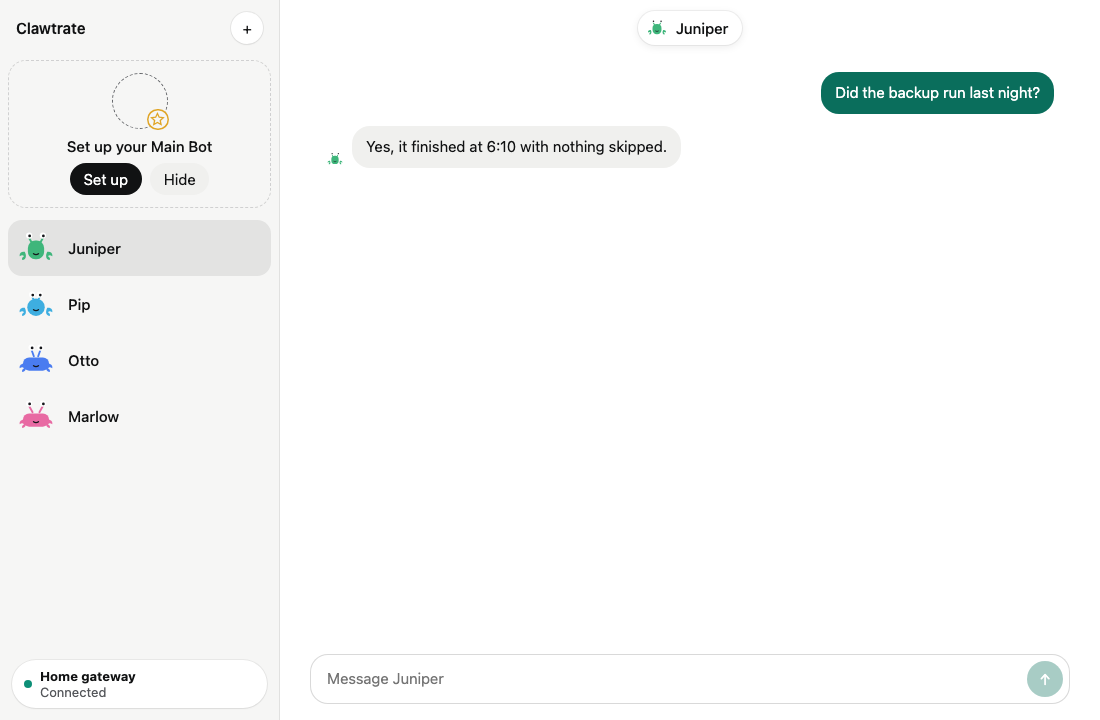 Clawtrate
+
Set up your Main Bot
Set up
Hide
Juniper
Pip
Otto
Marlow
Home gateway
Connected
Juniper
Did the backup run last night?
Yes, it finished at 6:10 with nothing skipped.
Message Juniper